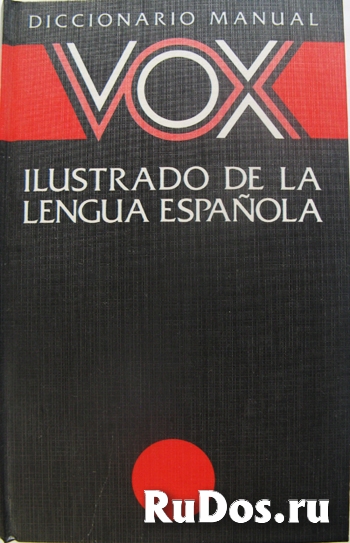 DICCIONARIO MANUAL
VOX
ILUSTRADO DE LA
LENGUA ESPAÑOLA
RuDos.ru